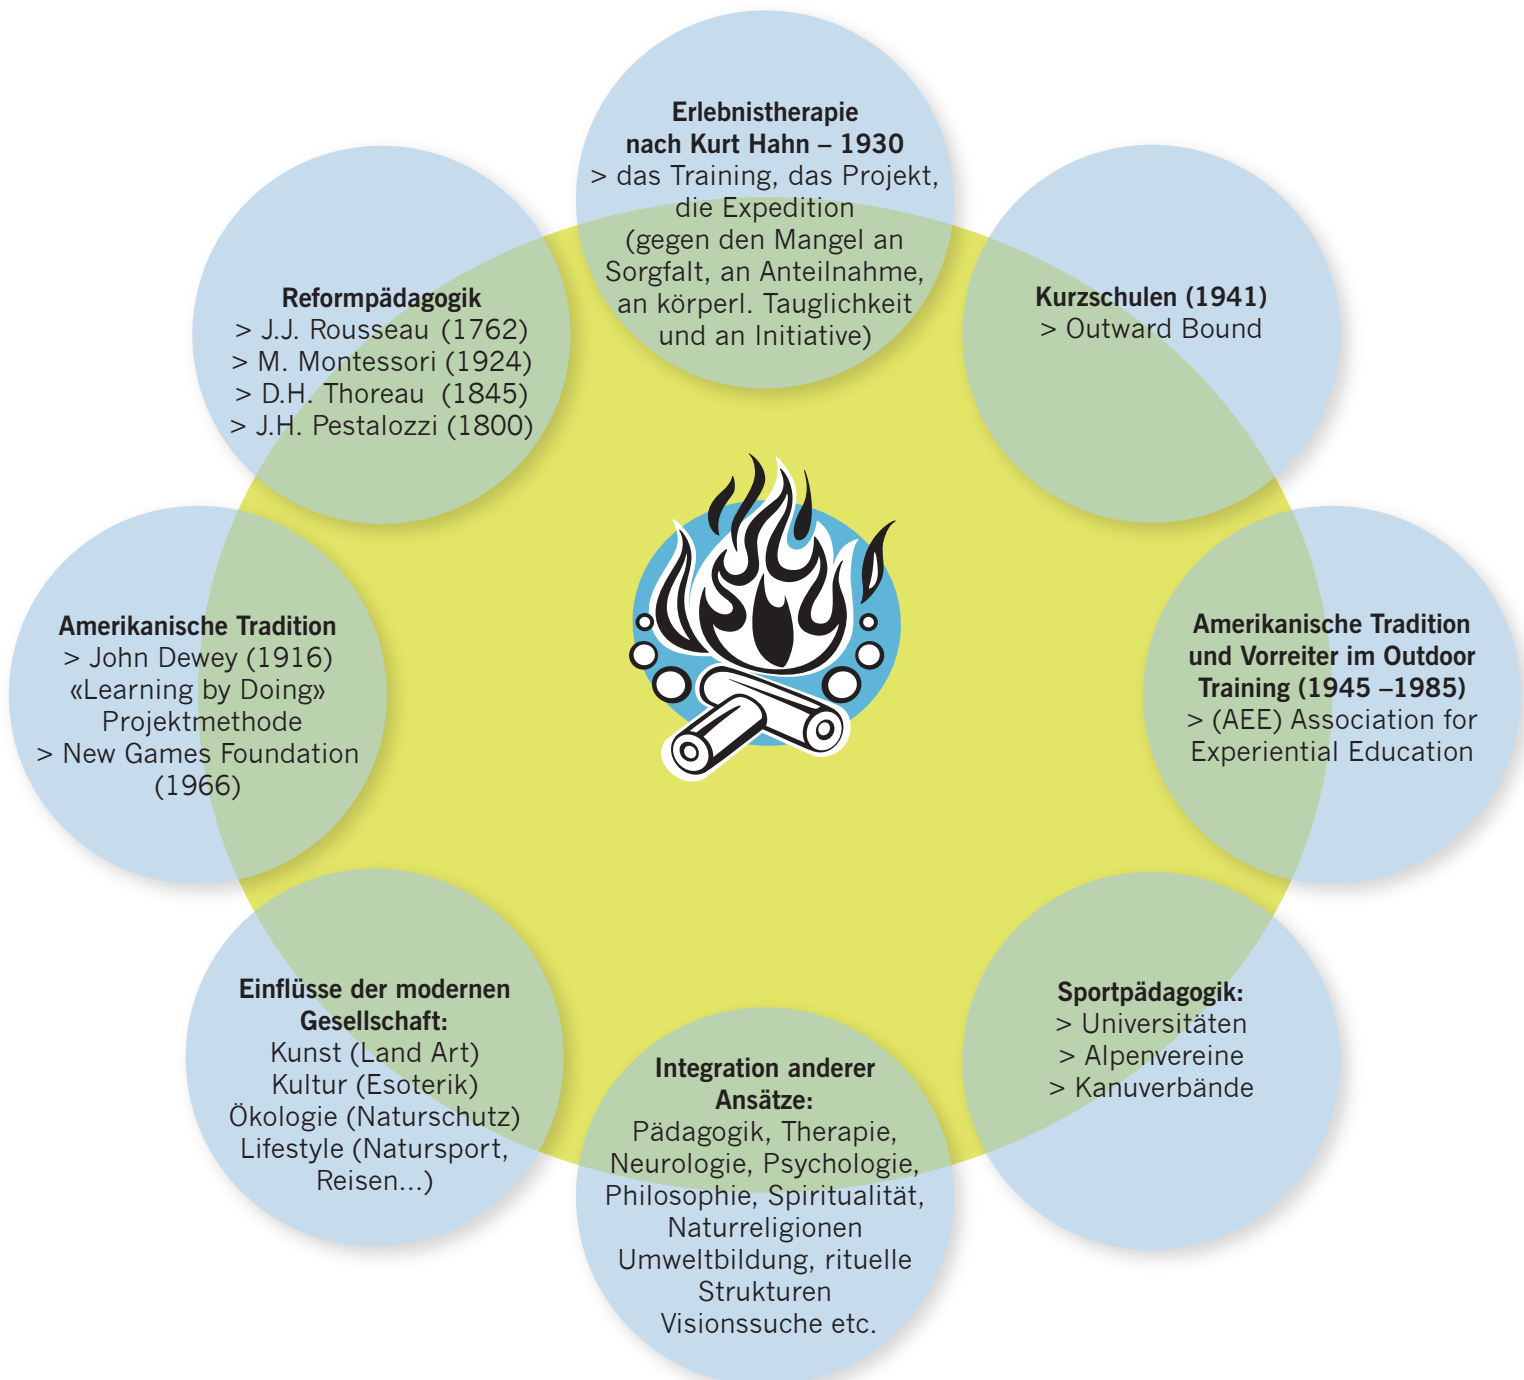 Erlebnistherapie
nach Kurt Hahn – 1930
> das Training, das Projekt,
die Expedition
(gegen den Mangel an
Sorgfalt, an Anteilnahme,
an körperl. Tauglichkeit
und an Initiative)
Kurzschulen (1941)
> Outward Bound
Amerikanische Tradition
und Vorreiter im Outdoor
Training (1945 –1985)
> (AEE) Association for
Experiential Education
Sportpädagogik:
> Universitäten
> Alpenvereine
> Kanuverbände
Integration anderer
Ansätze:
Pädagogik, Therapie,
Neurologie, Psychologie,
Philosophie, Spiritualität,
Naturreligionen
Umweltbildung, rituelle
Strukturen
Visionssuche etc.
Einflüsse der modernen
Gesellschaft:
Kunst (Land Art)
Kultur (Esoterik)
Ökologie (Naturschutz)
Lifestyle (Natursport,
Reisen...)
Amerikanische Tradition
> John Dewey (1916)
«Learning by Doing»
Projektmethode
> New Games Foundation
(1966)
Reformpädagogik
> J.J. Rousseau (1762)
> M. Montessori (1924)
> D.H. Thoreau (1845)
> J.H. Pestalozzi (1800)